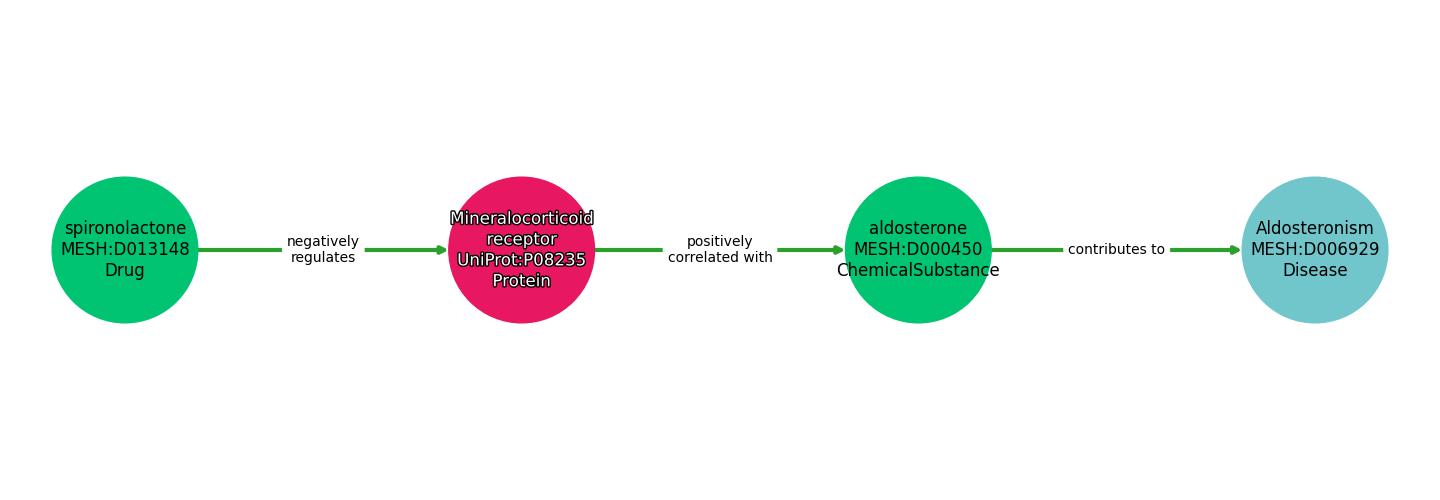 spironolactone
MESH:D013148
Drug
negatively
regulates
Mineralocorticoid
receptor
UniProt:P08235
Protein
positively
correlated with
aldosterone
MESH:D000450
ChemicalSubstance
contributes to
Aldosteronism
MESH:D006929
Disease